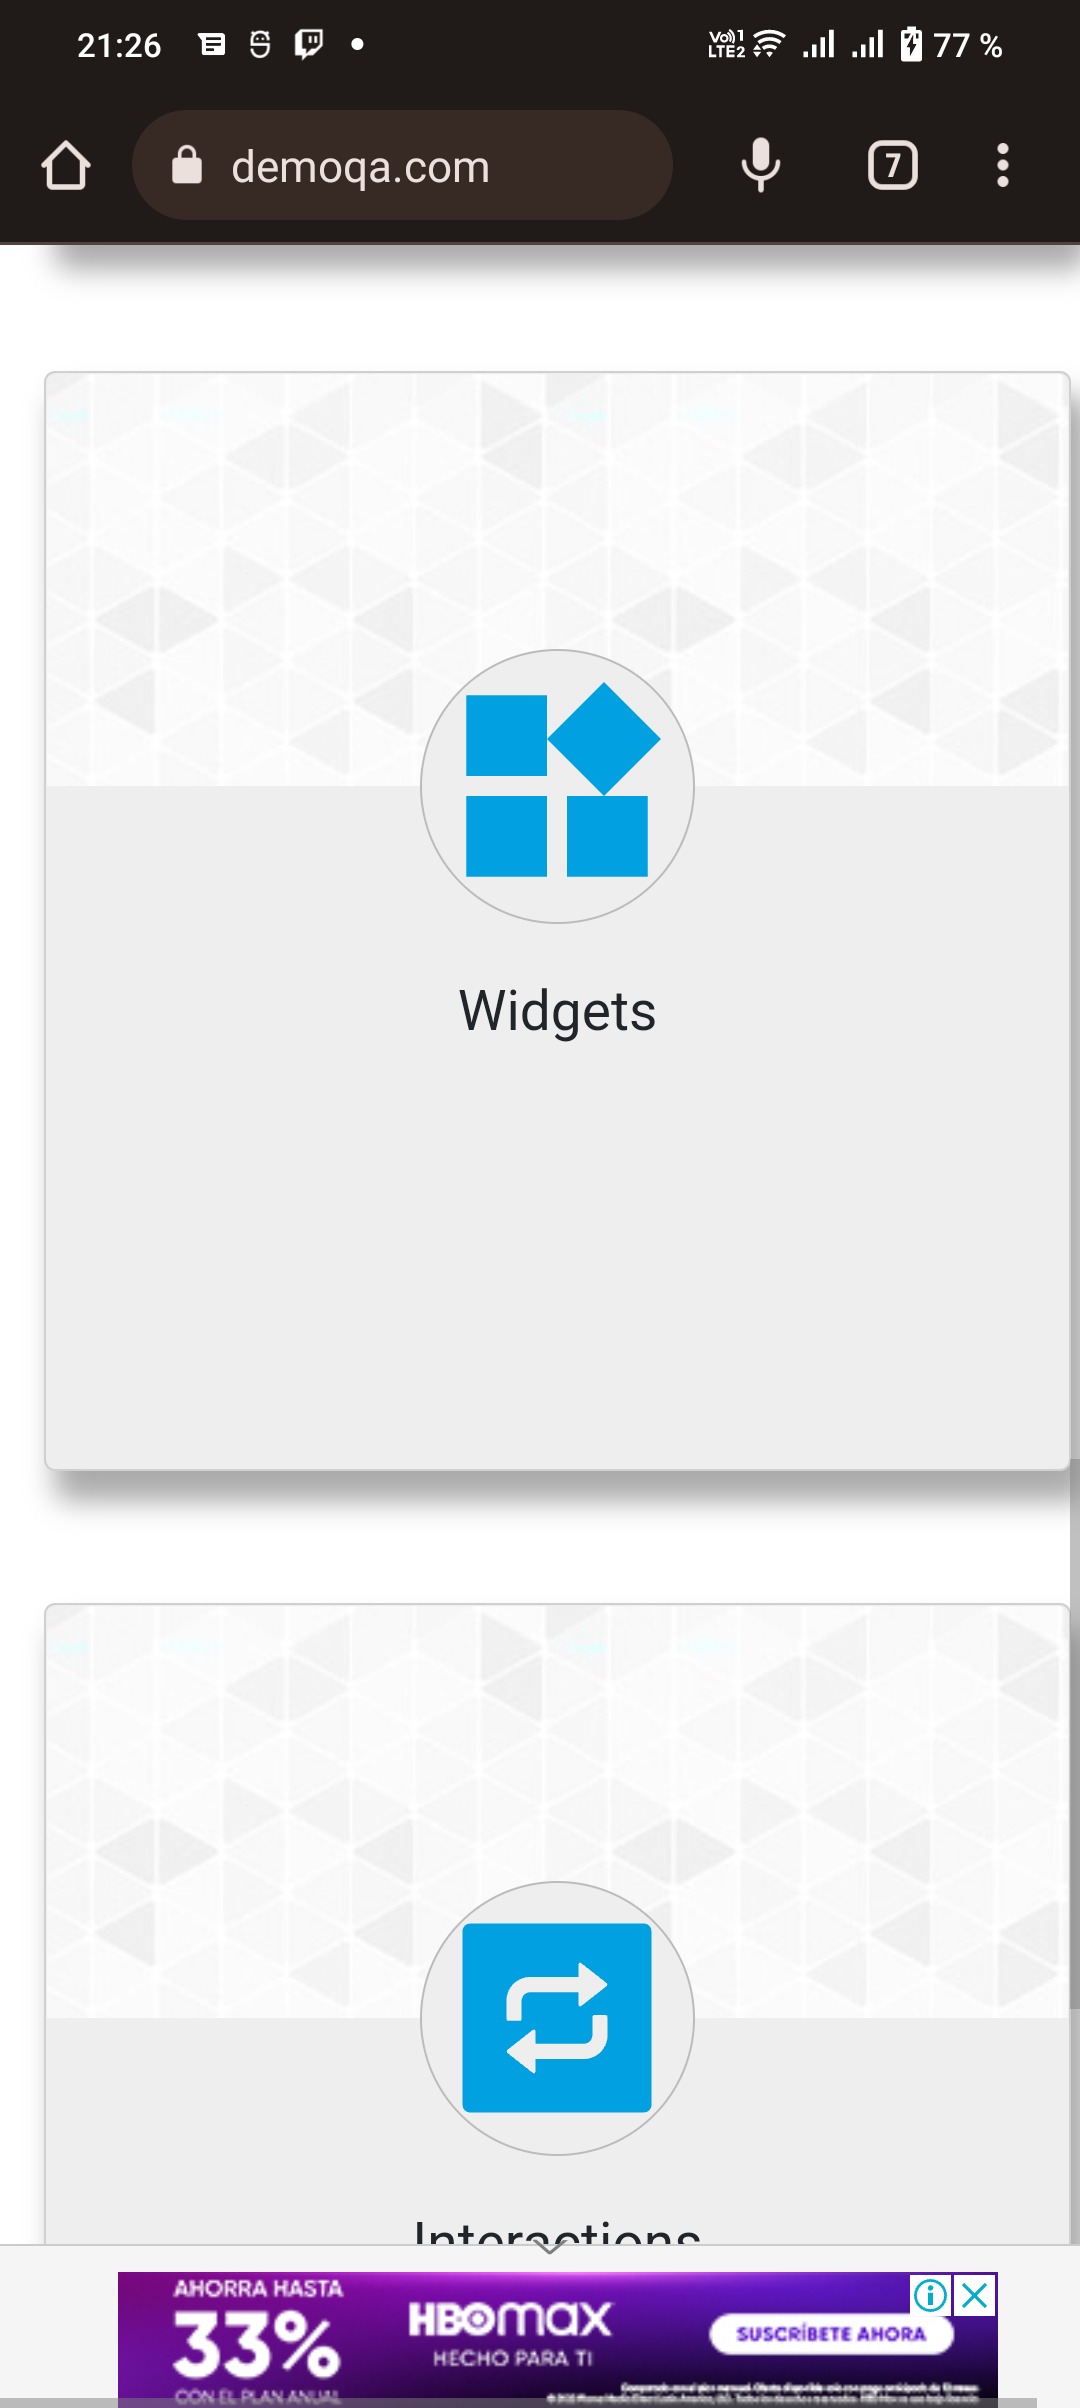 21:26
Vo)) 1
LTE2
77 %
demoqa.com
7
Widgets
Interactions
AHORRA HASTA
33%
CON EL PLAN ANUAL
HBOMAX
HECHO PARA TI
SUSCRÍBETE AHORA